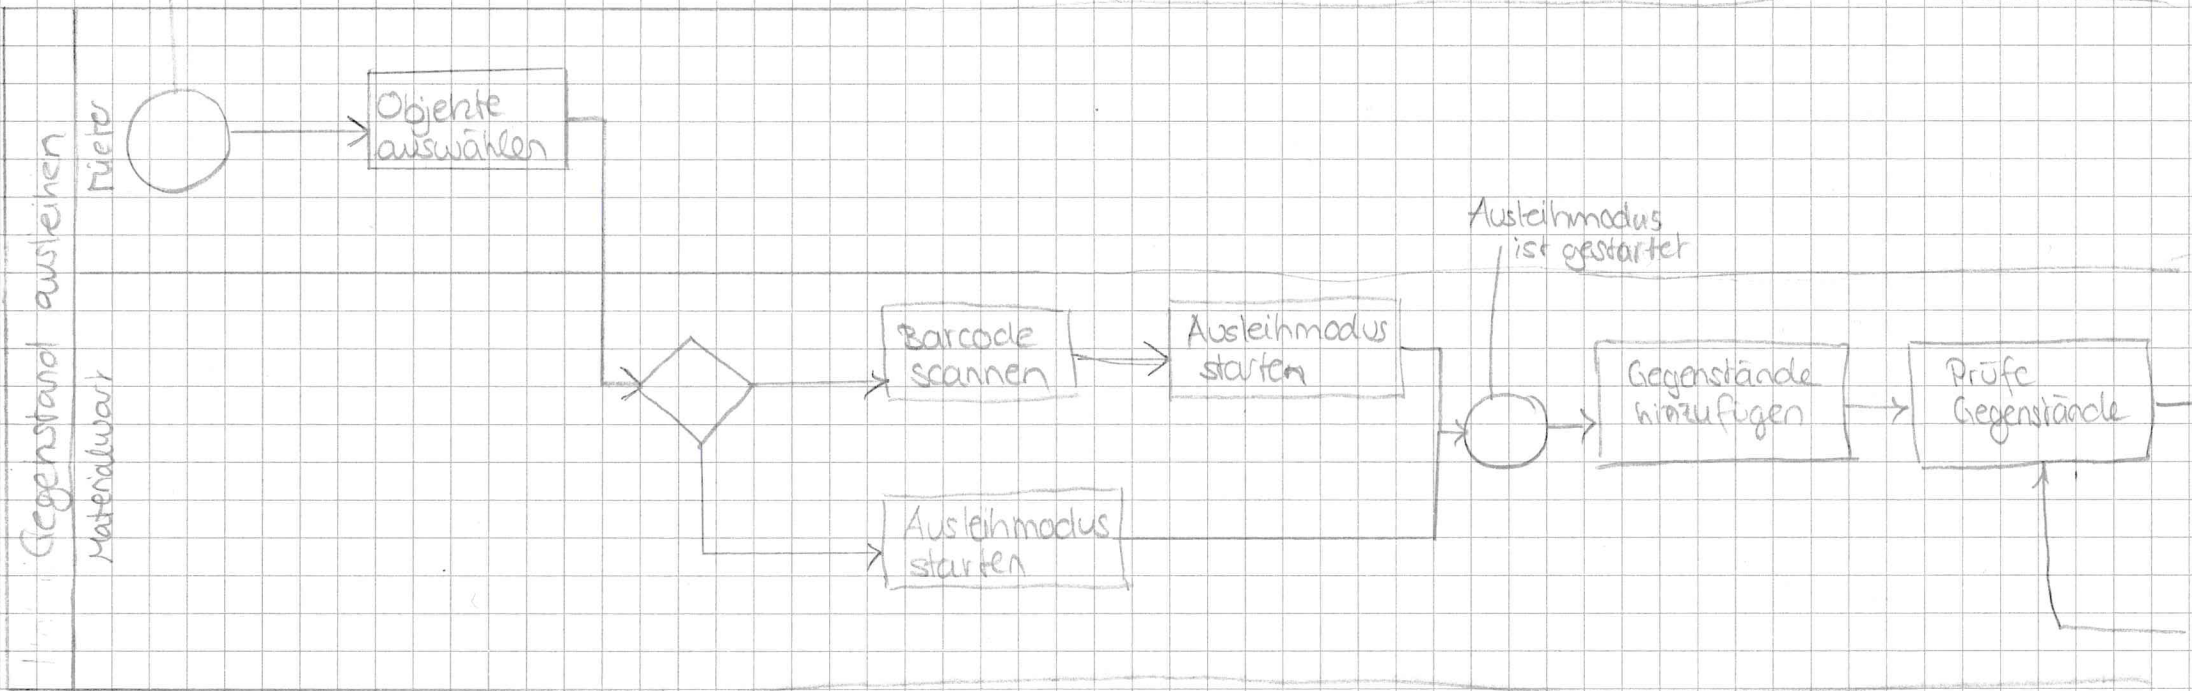 Gegenstand ausleihen
Mieter
Materialwart
Objekte
auswählen
Barcode
scannen
Ausleihmodus
starten
Ausleihmodus
starten
Ausleihmodus
ist gestartet
Gegenstände
hinzufügen
Prüfe
Gegenstände